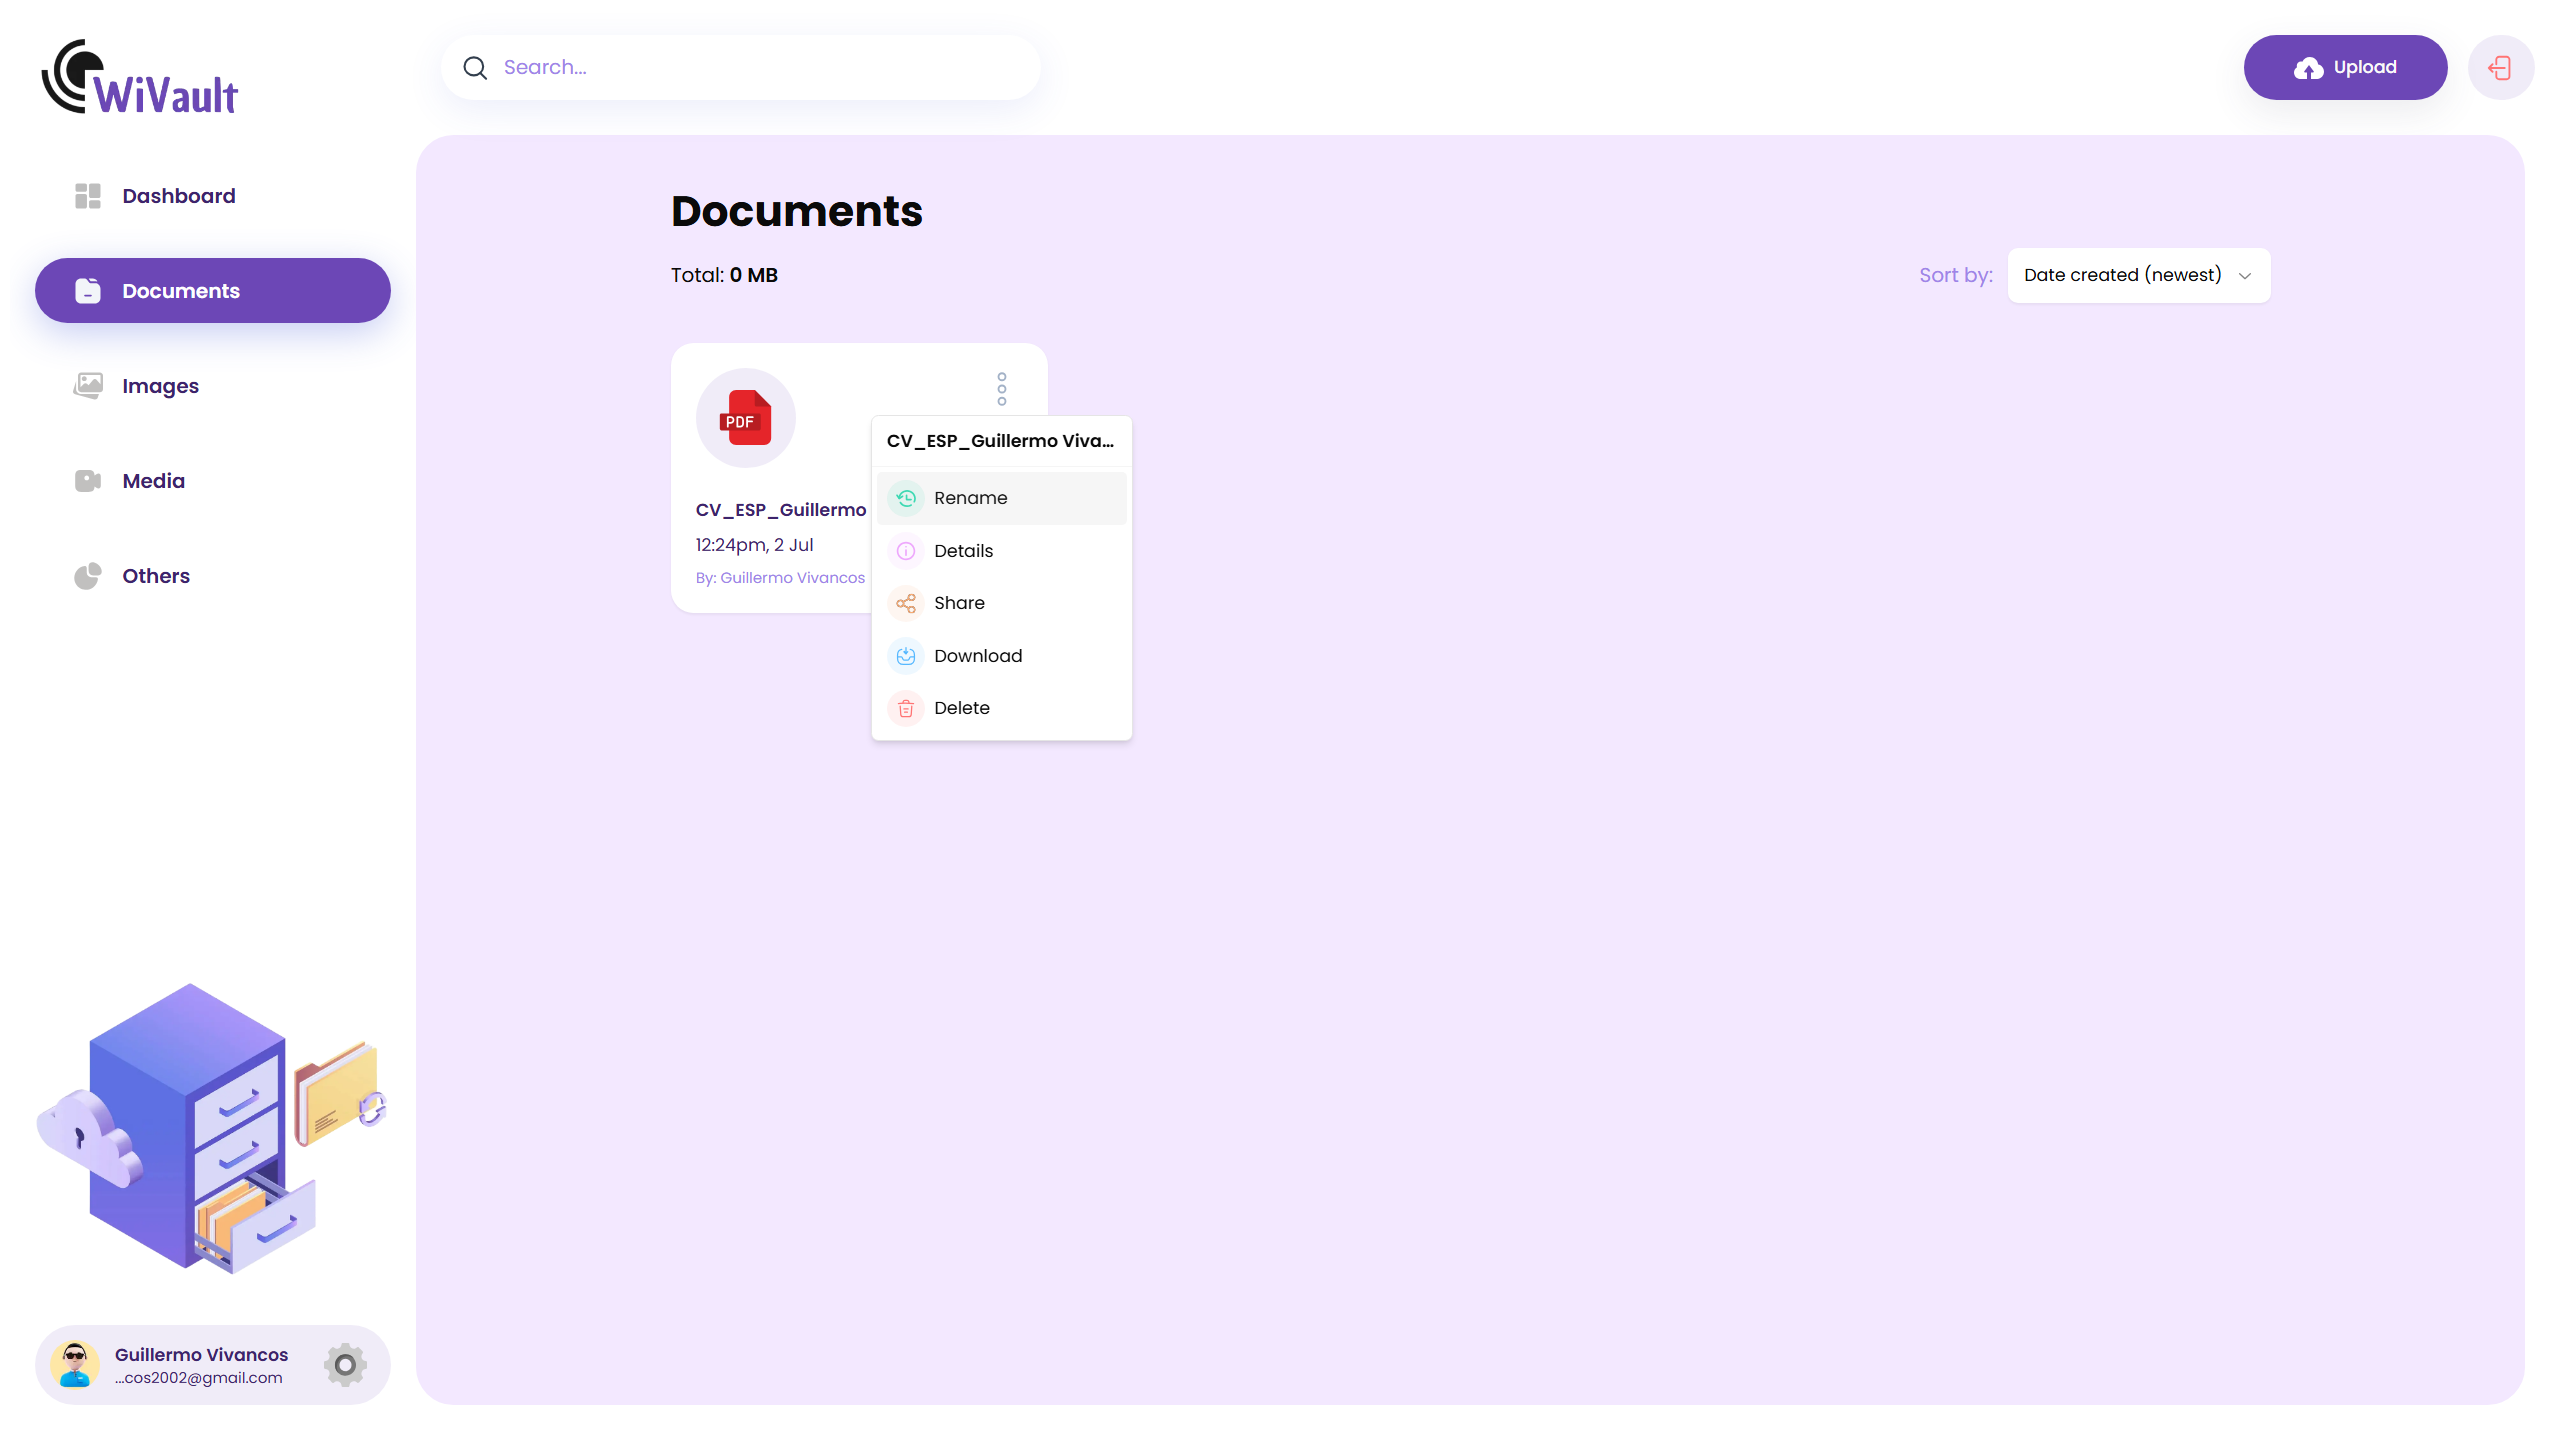 WiVault
Search...
Upload
Dashboard
Documents
Images
Media
Others
Documents
Total: 0 MB
Sort by:
Date created (newest)
PDF
CV_ESP_Guillermo
12:24pm, 2 Jul
By: Guillermo Vivancos
CV_ESP_Guillermo Viva...
Rename
Details
Share
Download
Delete
Guillermo Vivancos
...cos2002@gmail.com